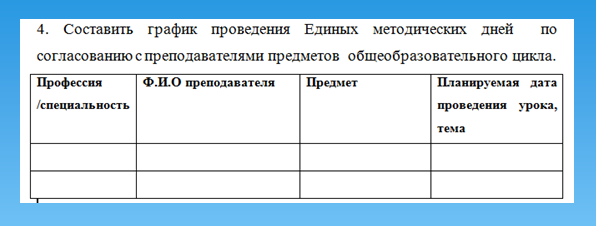 4. Составить график проведения Единых методических дней по
согласованию с преподавателями предметов общеобразовательного цикла.
Профессия
/специальность
Ф.И.О преподавателя
Предмет
Планируемая дата
проведения урока,
тема